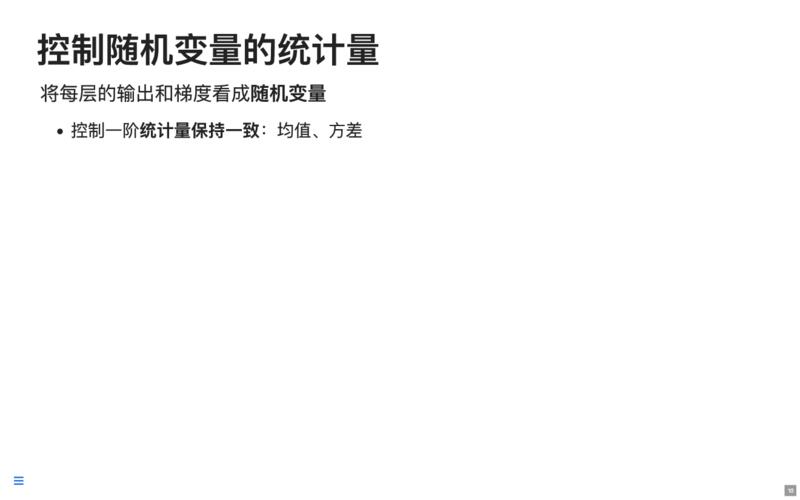 控制随机变量的统计量
将每层的输出和梯度看成随机变量
• 控制一阶统计量保持一致：均值、方差